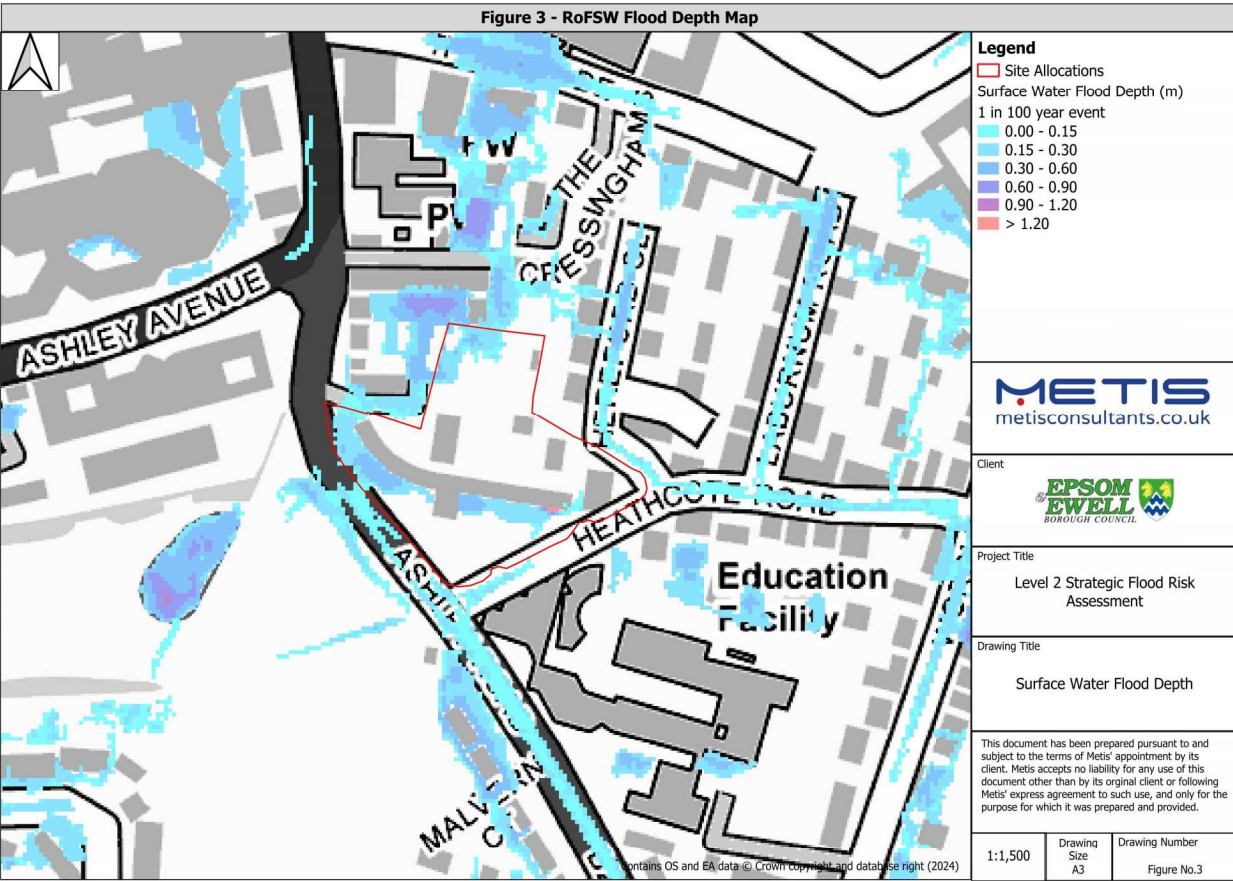 Figure 3 - RoFSW Flood Depth Map
Legend
Site Allocations
Surface Water Flood Depth (m)
1 in 100 year event
0.00 - 0.15
0.15 - 0.30
0.30 - 0.60
0.60 - 0.90
0.90 - 1.20
> 1.20
THE
CRESSINGHAM
ASHLEY AVENUE
HEATHCOTE ROAD
Education
Facility
METIS
metisconsultants.co.uk
Client
EPSOM
& EWELL
BOROUGH COUNCIL
Project Title
Level 2 Strategic Flood Risk
Assessment
Drawing Title
Surface Water Flood Depth
This document has been prepared pursuant to and
subject to the terms of Metis' appointment by its
client. Metis accepts no liability for any use of this
document other than by its orginal client or following
Metis' express agreement to such use, and only for the
purpose for which it was prepared and provided.
1:1,500
Drawing
Size
A3
Drawing Number
Figure No.3
Contains OS and EA data © Crown copyright and database right (2024)